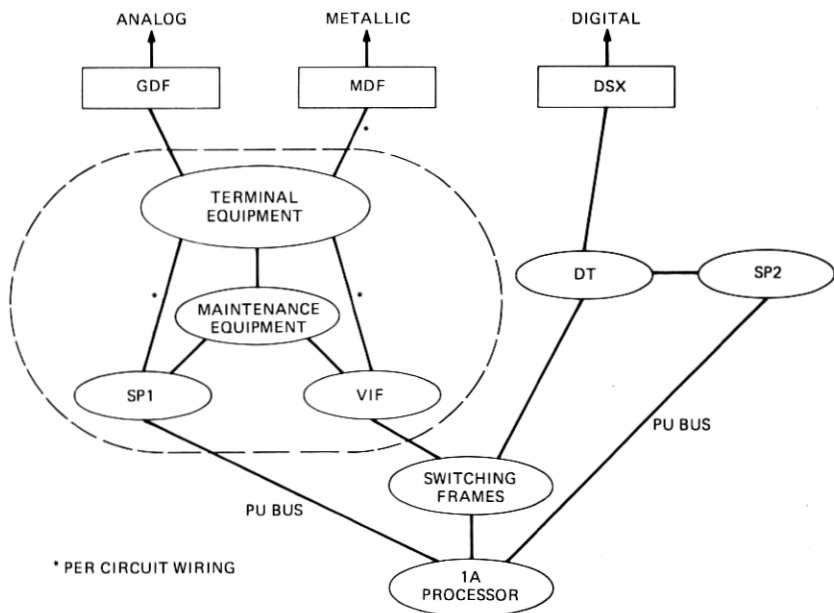 ANALOG
METALLIC
DIGITAL
GDF
MDF
DSX
*
TERMINAL
EQUIPMENT
DT
SP2
*
*
MAINTENANCE
EQUIPMENT
SP1
VIF
PU BUS
SWITCHING
FRAMES
PU BUS
* PER CIRCUIT WIRING
1A
PROCESSOR